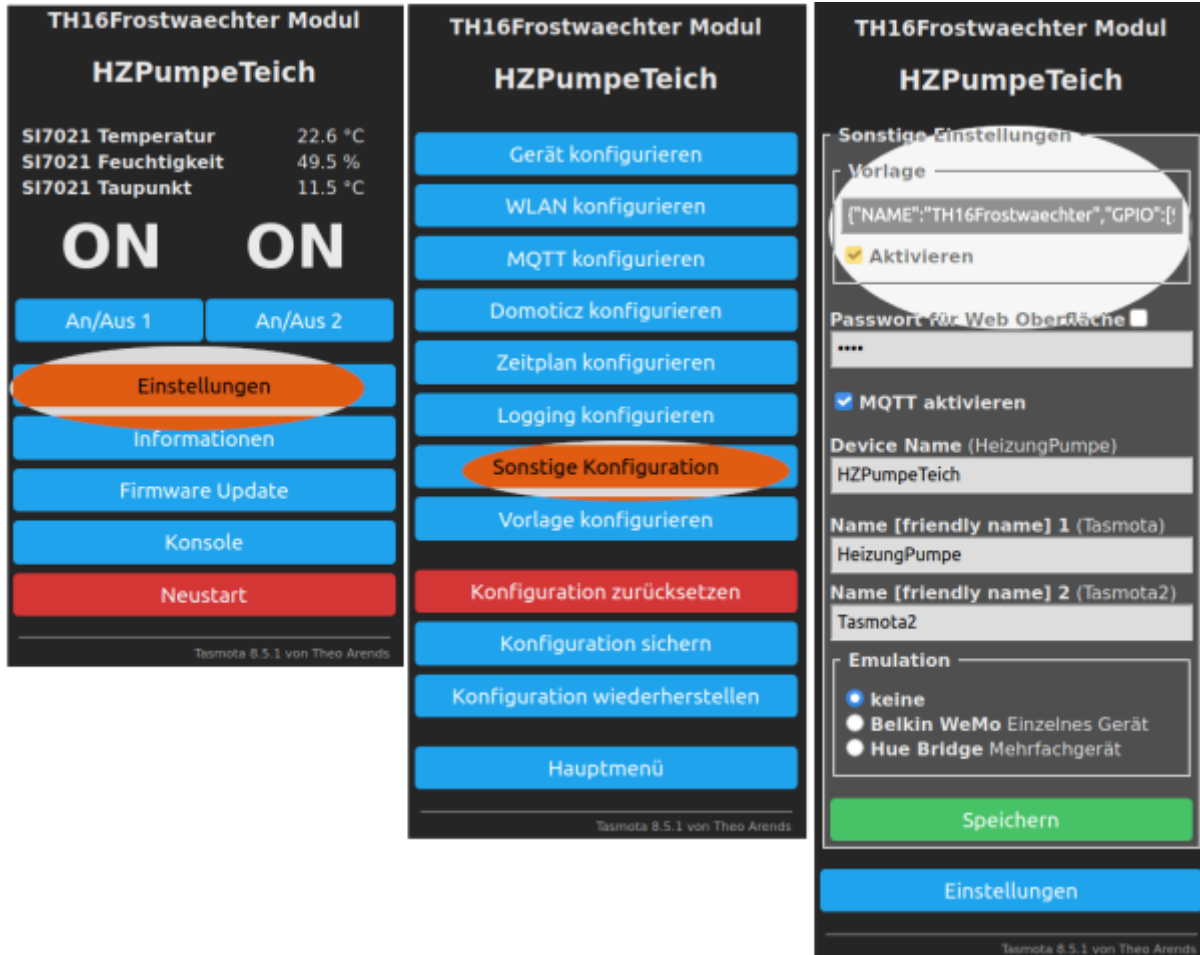 TH16Frostwaechter Modul
HZPumpeTeich
SI7021 Temperatur 22.6 °C
SI7021 Feuchtigkeit 49.5 %
SI7021 Taupunkt 11.5 °C
ON ON
An/Aus 1 An/Aus 2
Einstellungen
Informationen
Firmware Update
Konsole
Neustart
Tasmota 8.5.1 von Theo Arends
TH16Frostwaechter Modul
HZPumpeTeich
Gerät konfigurieren
WLAN konfigurieren
MQTT konfigurieren
Domoticz konfigurieren
Zeitplan konfigurieren
Logging konfigurieren
Sonstige Konfiguration
Vorlage konfigurieren
Konfiguration zurücksetzen
Konfiguration sichern
Konfiguration wiederherstellen
Hauptmenü
Tasmota 8.5.1 von Theo Arends
TH16Frostwaechter Modul
HZPumpeTeich
Sonstige Einstellungen
Vorlage
{"NAME":"TH16Frostwaechter","GPIO":[
Aktivieren
Passwort für Web Oberfläche
••••
MQTT aktivieren
Device Name (HeizungPumpe)
HZPumpeTeich
Name [friendly name] 1 (Tasmota)
HeizungPumpe
Name [friendly name] 2 (Tasmota2)
Tasmota2
Emulation
keine
Belkin WeMo Einzelnes Gerät
Hue Bridge Mehrfachgerät
Speichern
Einstellungen
Tasmota 8.5.1 von Theo Arends